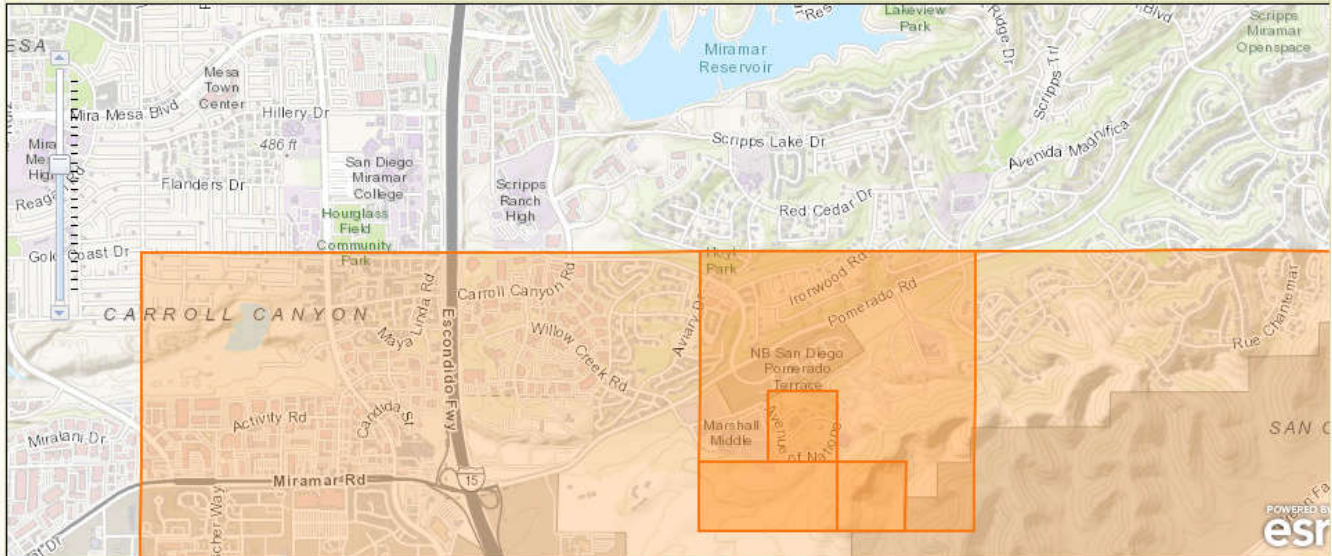 Lakeview
Park
Ridge Dr
Blvd
Scripps
Miramar
Openspace
ESA
Mesa
Town
Center
Miramar
Reservoir
Scripps Trl
Mira Mesa Blvd
Hillery Dr
486 ft
Scripps Lake Dr
Avenida Magnifica
San Diego
Miramar
College
Flanders Dr
Scripps
Ranch
High
Red Cedar Dr
Hourglass
Field
Community
Park
Gold Coast Dr
Hoyt
Park
Ironwood Rd
Carroll Canyon Rd
Pomerado Rd
CARROLL CANYON
Maya Linda Rd
Escondido Fwy
Willow Creek Rd
Aviary Dr
Rue Chantemar
NB San Diego
Pomerado
Terrace
Activity Rd
Candida St
Marshall
Middle
Avenue
of Nations
Miralani Dr
SAN
Miramar Rd
15
POWERED BY
esri